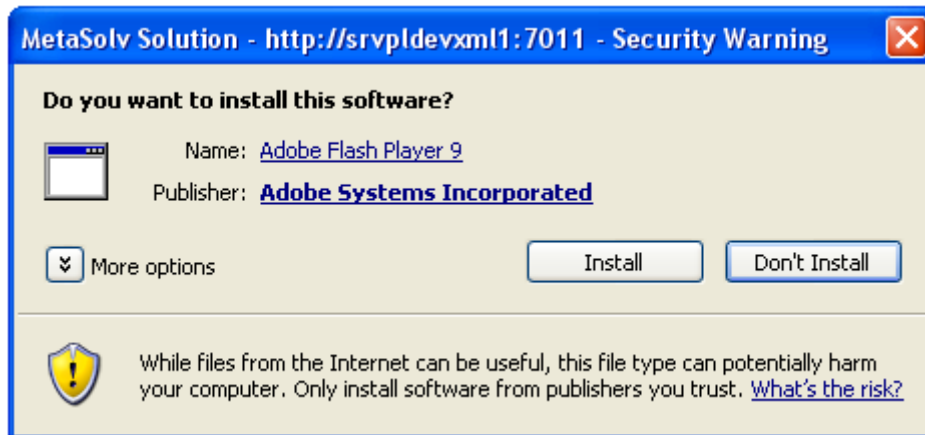 MetaSolv Solution - http://srvpldevxml1:7011 - Security Warning
Do you want to install this software?
Name: Adobe Flash Player 9
Publisher: Adobe Systems Incorporated
More options
Install
Don't Install
While files from the Internet can be useful, this file type can potentially harm
your computer. Only install software from publishers you trust. What's the risk?